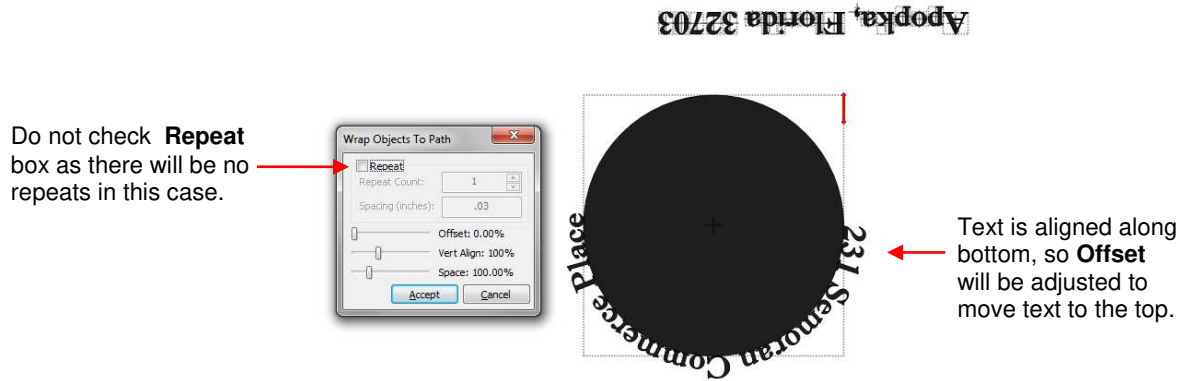 Apopka, Florida 32703
Do not check Repeat
box as there will be no
repeats in this case.
Wrap Objects To Path
Repeat
Repeat Count: 1
Spacing (inches): .03
Offset: 0.00%
Vert Align: 100%
Space: 100.00%
Accept Cancel
231 Semoran Commerce Place
Text is aligned along
bottom, so Offset
will be adjusted to
move text to the top.